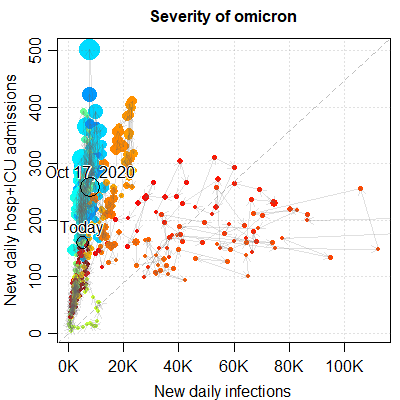 Severity of omicron
New daily hosp+ICU admissions
500
400
300
200
100
0
Oct 17, 2020
Today
0K
20K
40K
60K
80K
100K
New daily infections